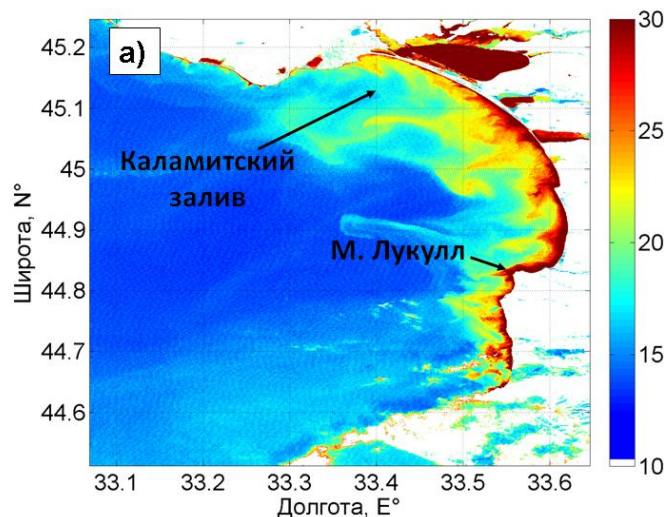 а)
Каламитский
залив
М. Лукулл
Широта, N°
45.2
45.1
45
44.9
44.8
44.7
44.6
33.1 33.2 33.3 33.4 33.5 33.6
Долгота, E°
30
25
20
15
10